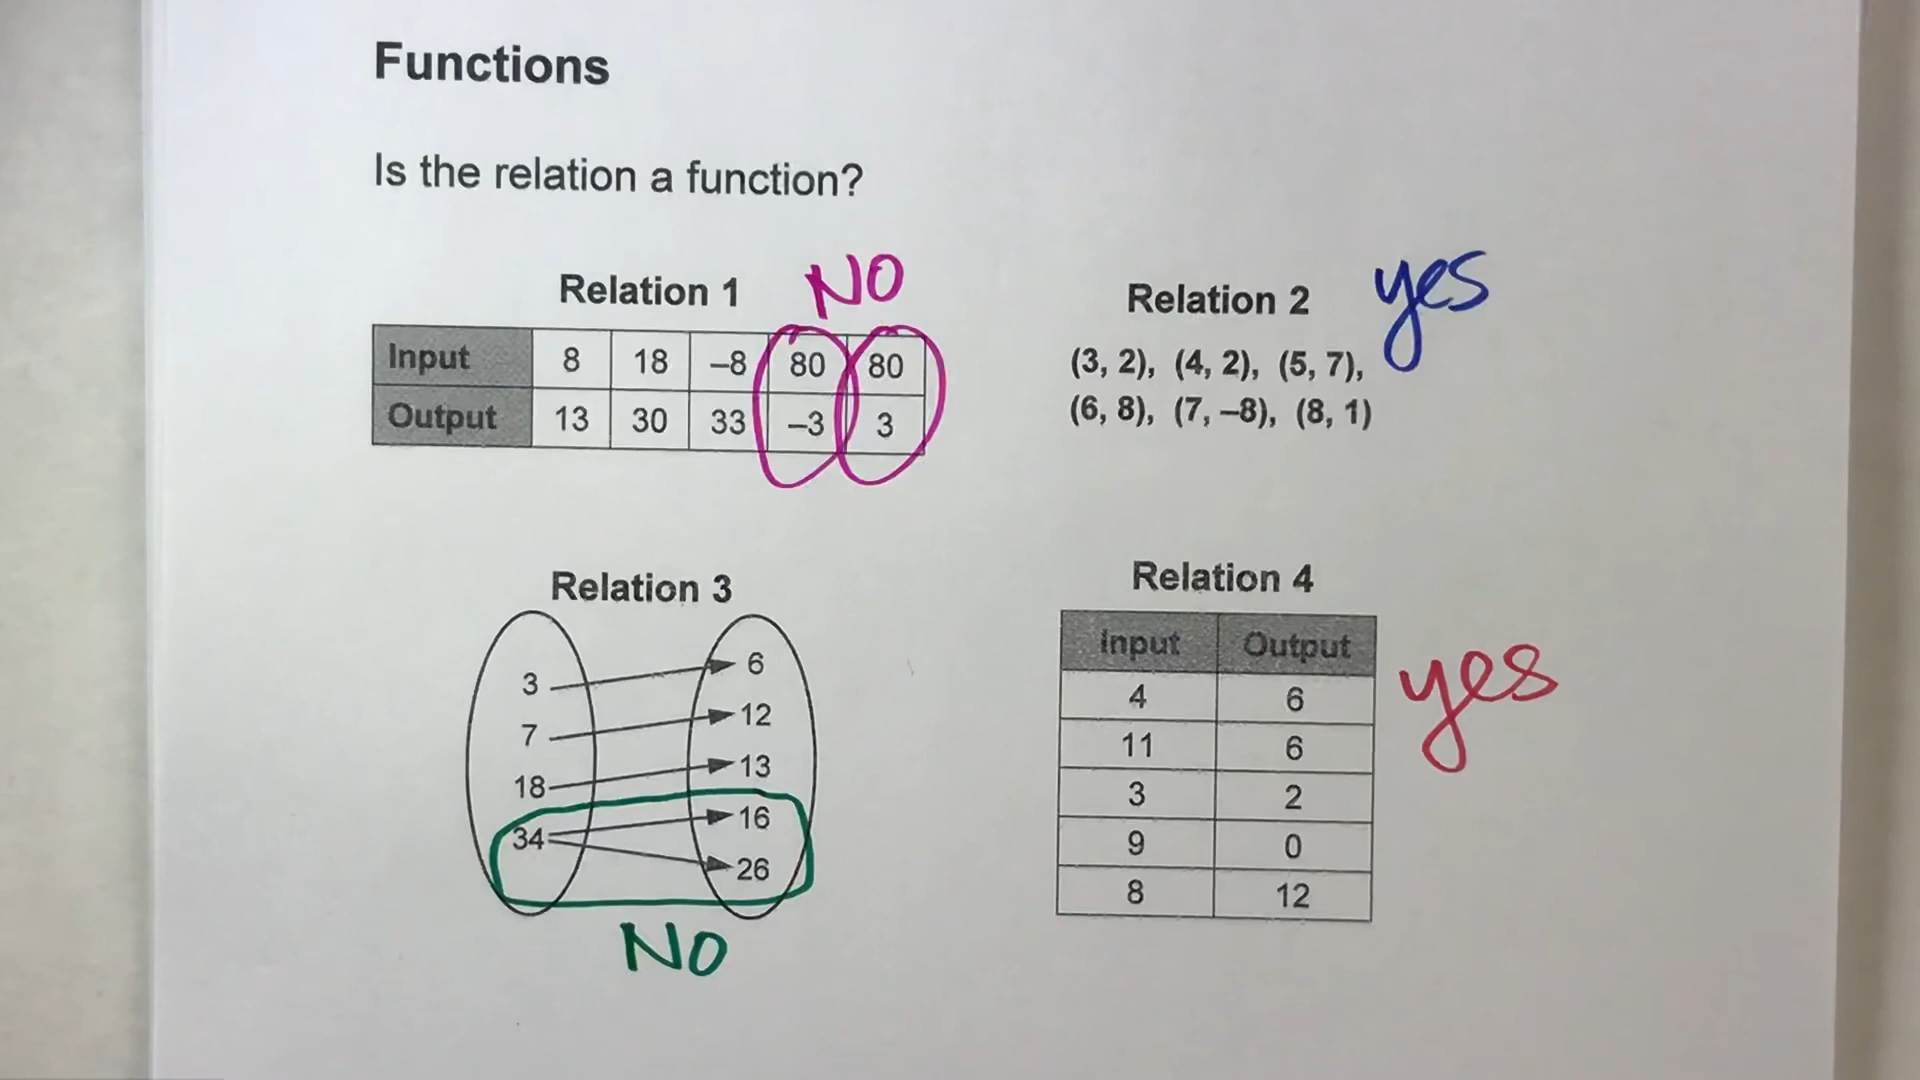 Functions
Is the relation a function?
Relation 1 NO
Input 8 18 –8 80 80
Output 13 30 33 –3 3
Relation 2 yes
(3, 2), (4, 2), (5, 7),
(6, 8), (7, –8), (8, 1)
Relation 3
3 6
7 12
18 13
34 16
26
NO
Relation 4
Input Output
4 6
yes
11 6
3 2
9 0
8 12